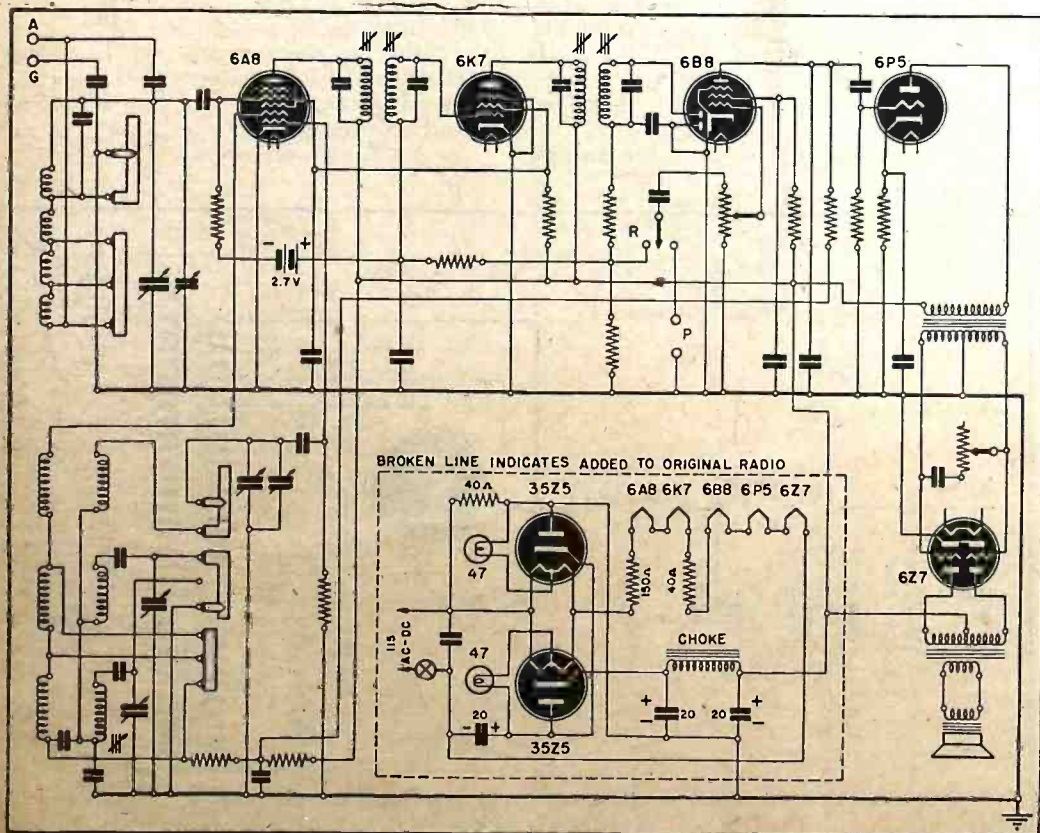 A
G
6A8
6K7
6B8
6P5
- +
2.7 V
R
P
BROKEN LINE INDICATES ADDED TO ORIGINAL RADIO
40Ω
35Z5
6A8 6K7 6B8 6P5 6Z7
47
150Ω
40Ω
6Z7
115
AC-DC
CHOKE
47
+
-
20
20
+
-
- +
20
35Z5